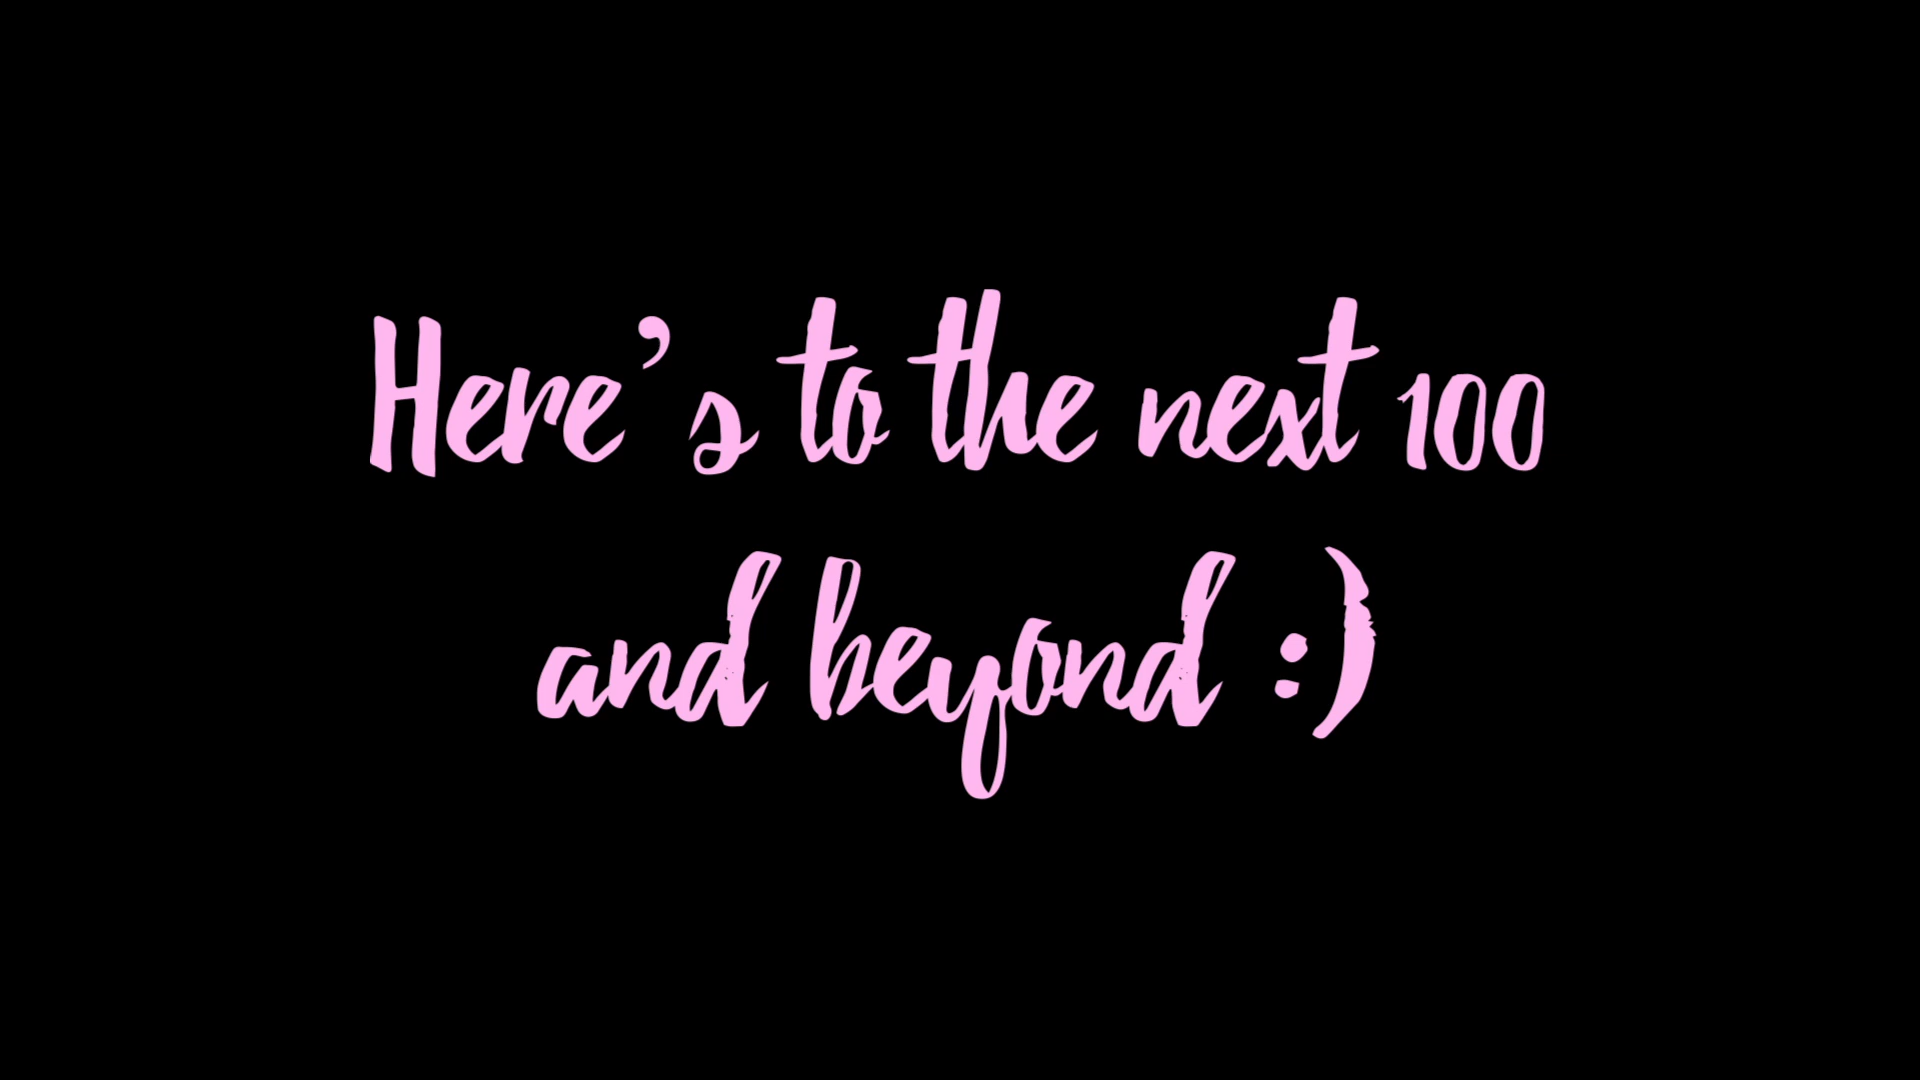 Here’s to the next 100
and beyond :)